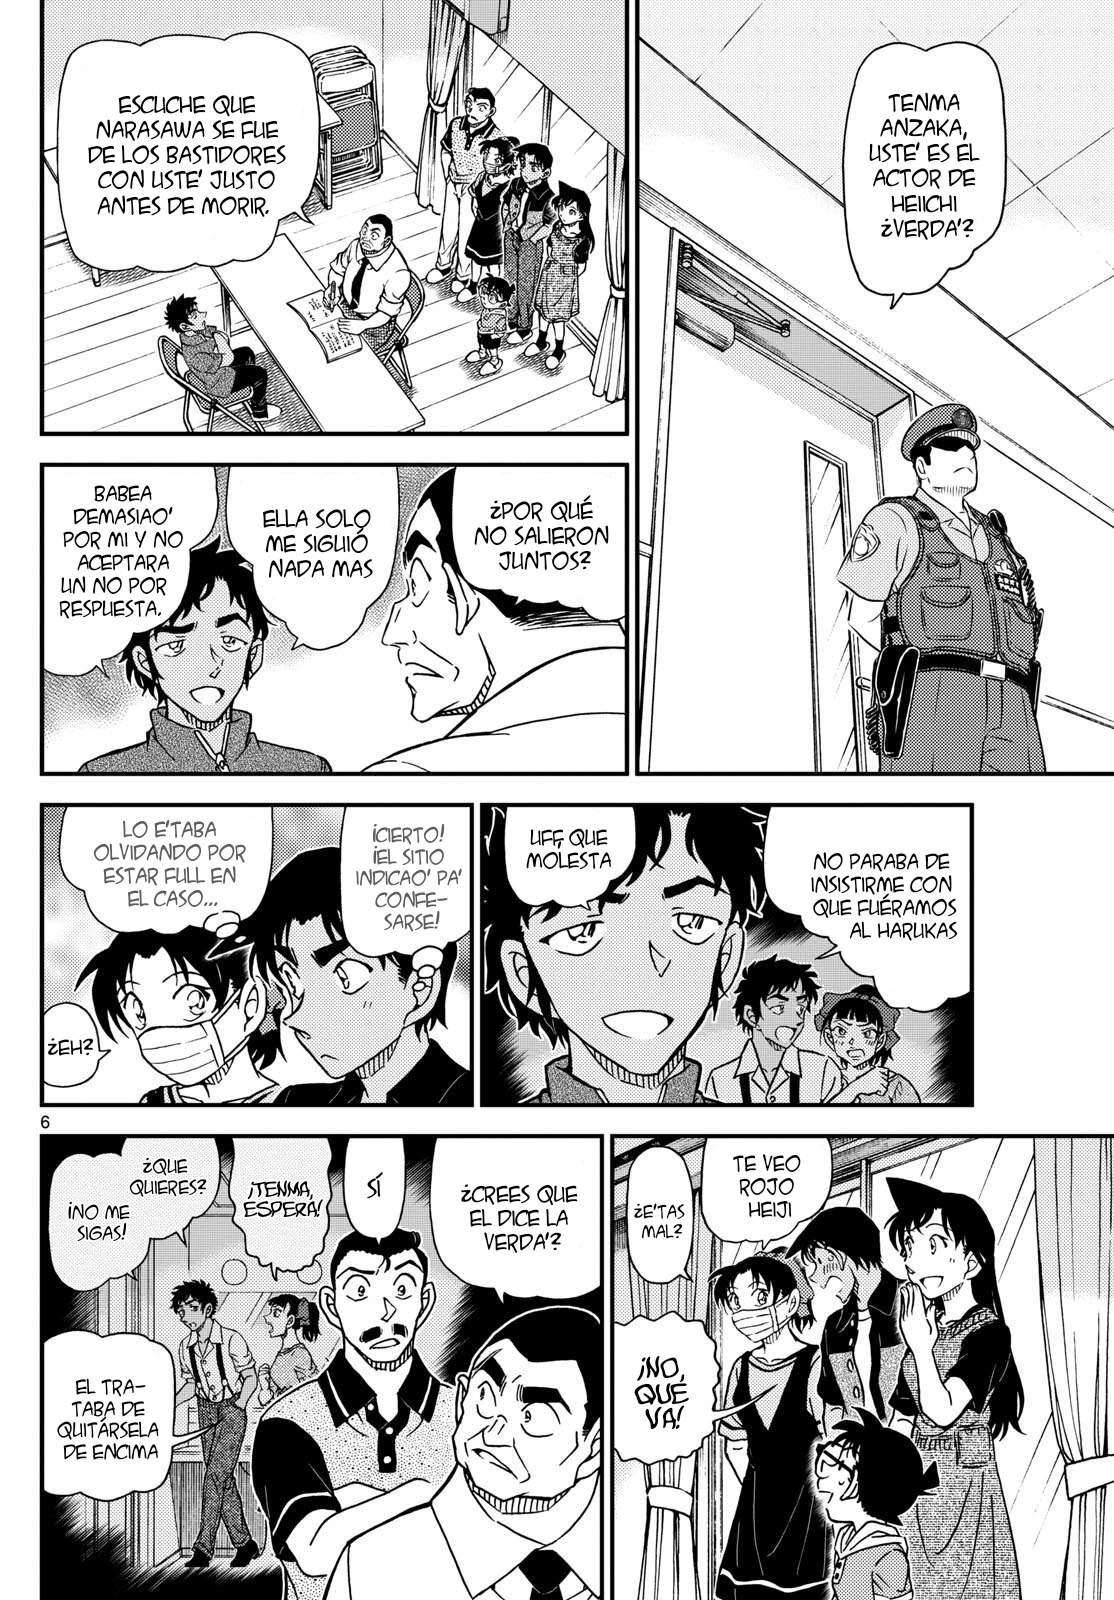 TENMA
ANZAKA,
USTE' ES EL
ACTOR DE
HEIICHI
¿VERDA'?
ESCUCHE QUE
NARASAWA SE FUE
DE LOS BASTIDORES
CON USTE' JUSTO
ANTES DE MORIR.
¿POR QUÉ
NO SALIERON
JUNTOS?
ELLA SOLO
ME SIGUIÓ
NADA MAS
BABEA
DEMASIAO'
POR MI Y NO
ACEPTARA
UN NO POR
RESPUESTA.
NO PARABA DE
INSISTIRME CON
QUE FUÉRAMOS
AL HARUKAS
UFF, QUE
MOLESTA
¡CIERTO!
¡EL SITIO
INDICAO' PA'
CONFE-
SARSE!
LO E'TABA
OLVIDANDO POR
ESTAR FULL EN
EL CASO...
¿EH?
6
TE VEO
ROJO
HEIJI
¿E'TAS
MAL?
¡NO,
QUE
VA!
¿CREES QUE
EL DICE LA
VERDA'?
SÍ
¡TENMA,
ESPERA!
¿QUE
QUIERES?
¡NO ME
SIGAS!
EL TRA-
TABA DE
QUITÁRSELA
DE ENCIMA